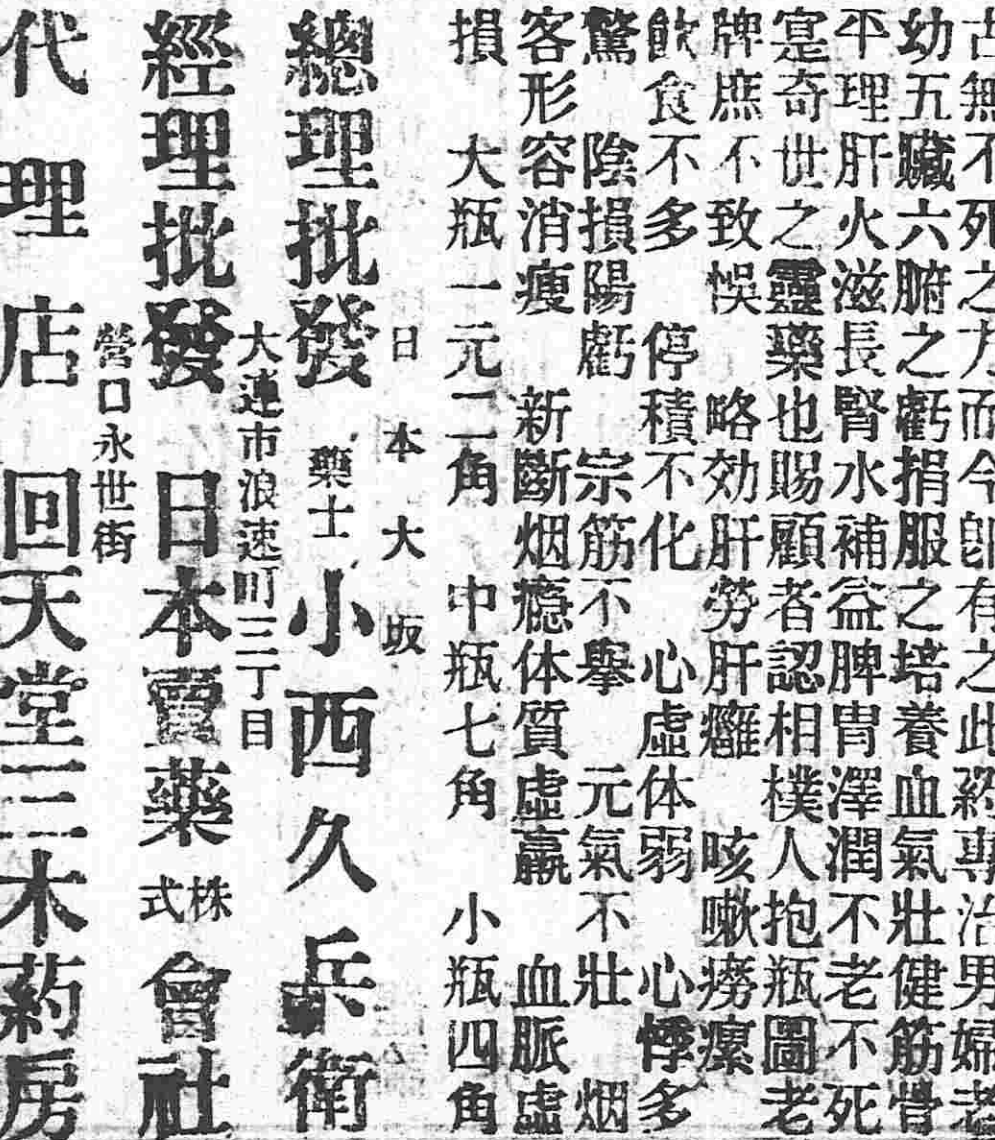 古無不死之方而今卽有之此葯專治男婦老
幼五臟六腑之虧捐服之培養血氣壯健筋骨
平理肝火滋長腎水補益脾胃澤潤不老不死
寔奇世之靈藥也賜顧者認相樸人抱瓶圖老
牌庶不致悞 略効肝勞肝癰 咳嗽癆瘰
飲食不多 停積不化 心虛体弱 心悸多
驚 陰損陽虧 宗筋不擧 元氣不壯 烟
客形容消瘦 新斷烟癮体質虛羸 血脈虛
損 大瓶一元二角 中瓶七角 小瓶四角
日本大坂
總理批發 藥士 小西久兵衛
大連市浪速町三丁目
經理批發 日本賣藥株式會社
營口永世街
代理店 回天堂三木葯房